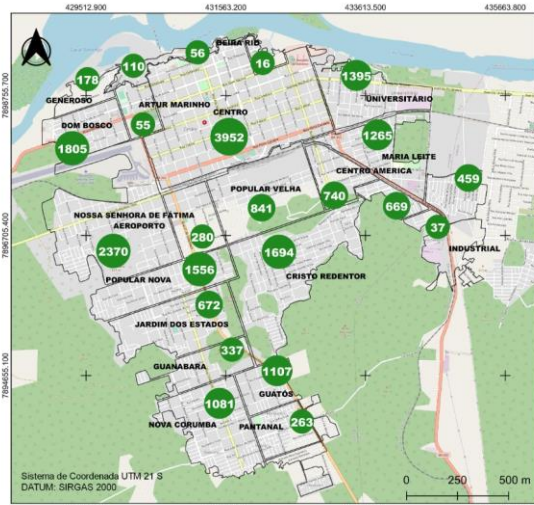 429512.900 431563.200 433613.500 435663.800
7898755.700
7896705.400
7894655.100
BEIRA RIO
56
16
110
178
1395
GENEROSO
ARTUR MARINHO
UNIVERSITÁRIO
CENTRO
DOM BOSCO
55
3952
1265
1805
MARIA LEITE
CENTRO AMERICA
459
POPULAR VELHA
740
841
669
NOSSA SENHORA DE FÁTIMA
AEROPORTO
37
280
2370
1694
INDUSTRIAL
1556
POPULAR NOVA
CRISTO REDENTOR
672
JARDIM DOS ESTADOS
337
GUANABARA
1107
GUATÓS
1081
NOVA CORUMBA
PANTANAL
263
Sistema de Coordenada UTM 21 S
DATUM: SIRGAS 2000
0 250 500 m